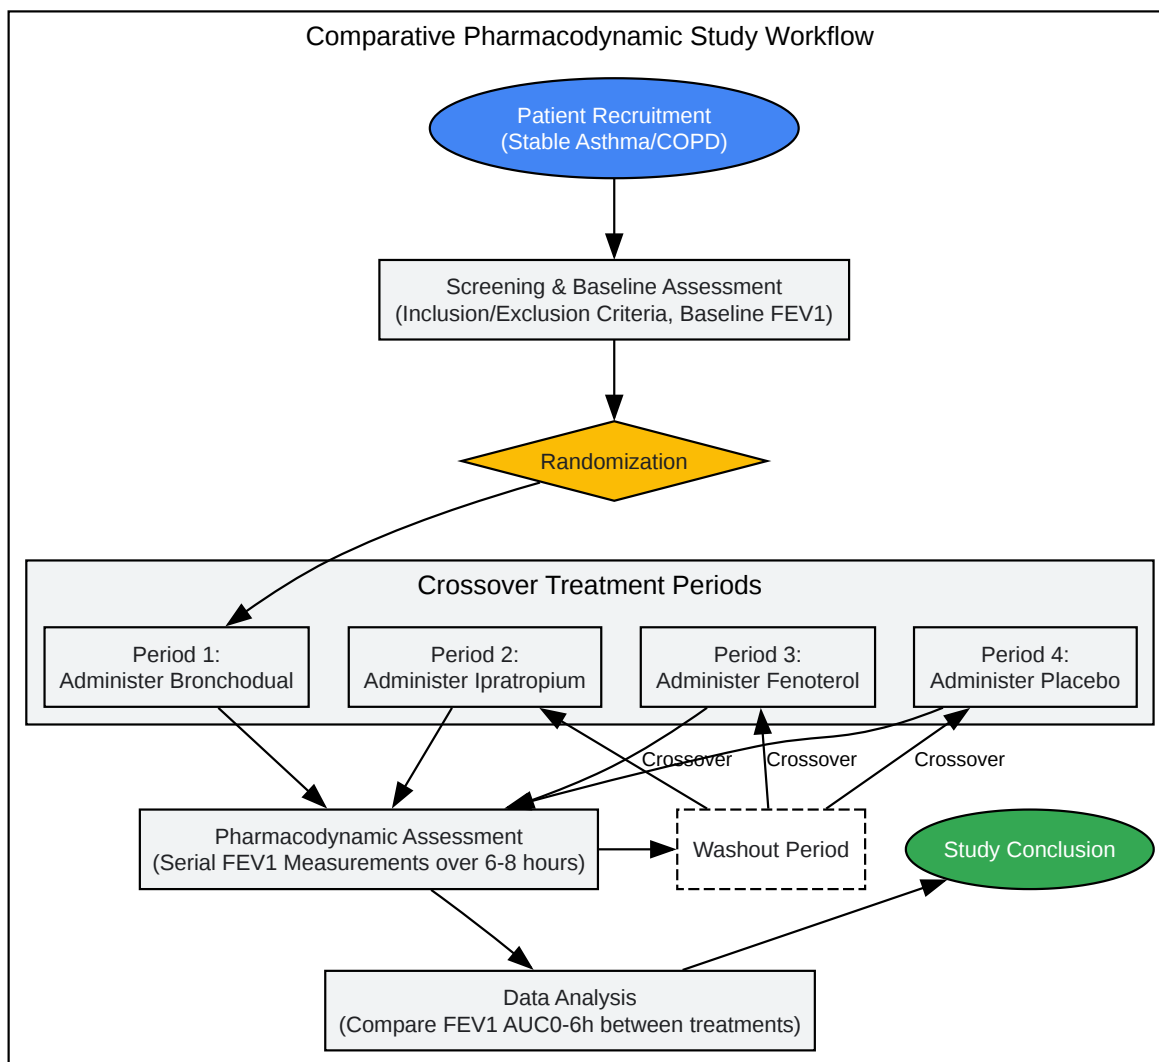 Comparative Pharmacodynamic Study Workflow
Patient Recruitment
(Stable Asthma/COPD)
Screening & Baseline Assessment
(Inclusion/Exclusion Criteria, Baseline FEV1)
Randomization
Crossover Treatment Periods
Period 1:
Administer Bronchodual
Period 2:
Administer Ipratropium
Period 3:
Administer Fenoterol
Period 4:
Administer Placebo
Crossover
Crossover
Crossover
Pharmacodynamic Assessment
(Serial FEV1 Measurements over 6-8 hours)
Washout Period
Study Conclusion
Data Analysis
(Compare FEV1 AUC0-6h between treatments)